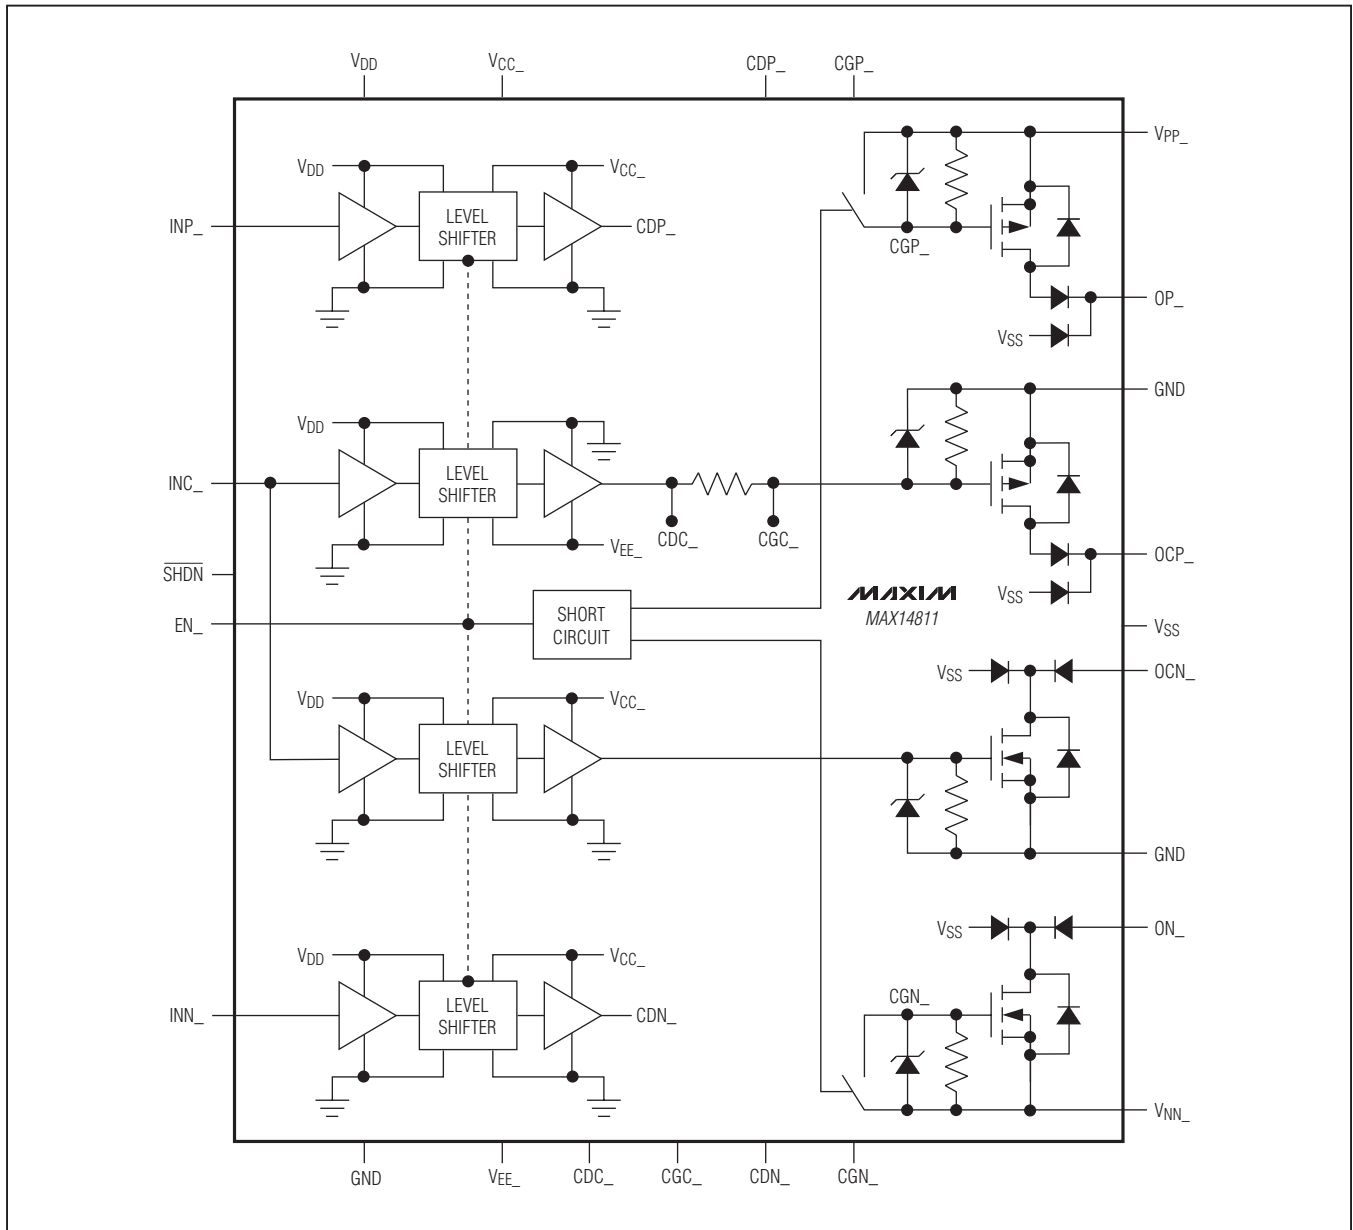 VDD VCC_ CDP_ CGP_
VPP_
VDD VCC_
INP_ LEVEL SHIFTER CDP_
CGP_
OP_
VSS
GND
VDD
INC_ LEVEL SHIFTER
CDC_ CGC_
VEE_
OCP_
SHDN
VSS
MAXIM
MAX14811
EN_ SHORT CIRCUIT
VSS
VSS OCN_
VDD VCC_
LEVEL SHIFTER
GND
VSS ON_
VDD VCC_
CGN_
INN_ LEVEL SHIFTER CDN_
VNN_
GND VEE_ CDC_ CGC_ CDN_ CGN_